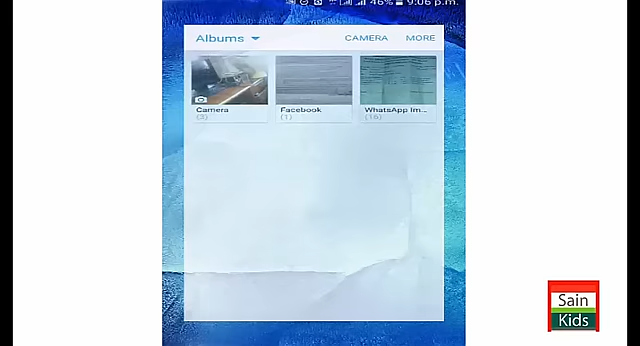 46% 9:06 p.m.
Albums CAMERA MORE
Camera Facebook WhatsApp Im...
(3) (1) (16)
Sain
Kids